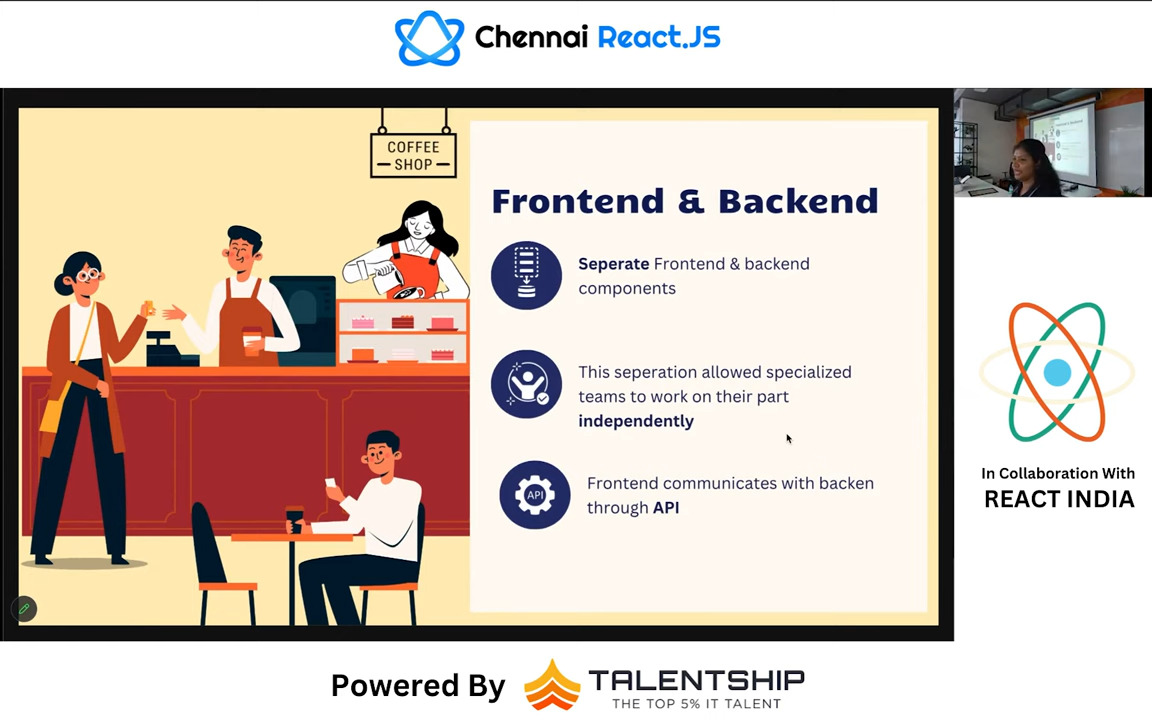 Chennai React.JS
COFFEE
SHOP
Frontend & Backend
Seperate Frontend & backend
components
This seperation allowed specialized
teams to work on their part
independently
API
Frontend communicates with backen
through API
In Collaboration With
REACT INDIA
Powered By
TALENTSHIP
THE TOP 5% IT TALENT